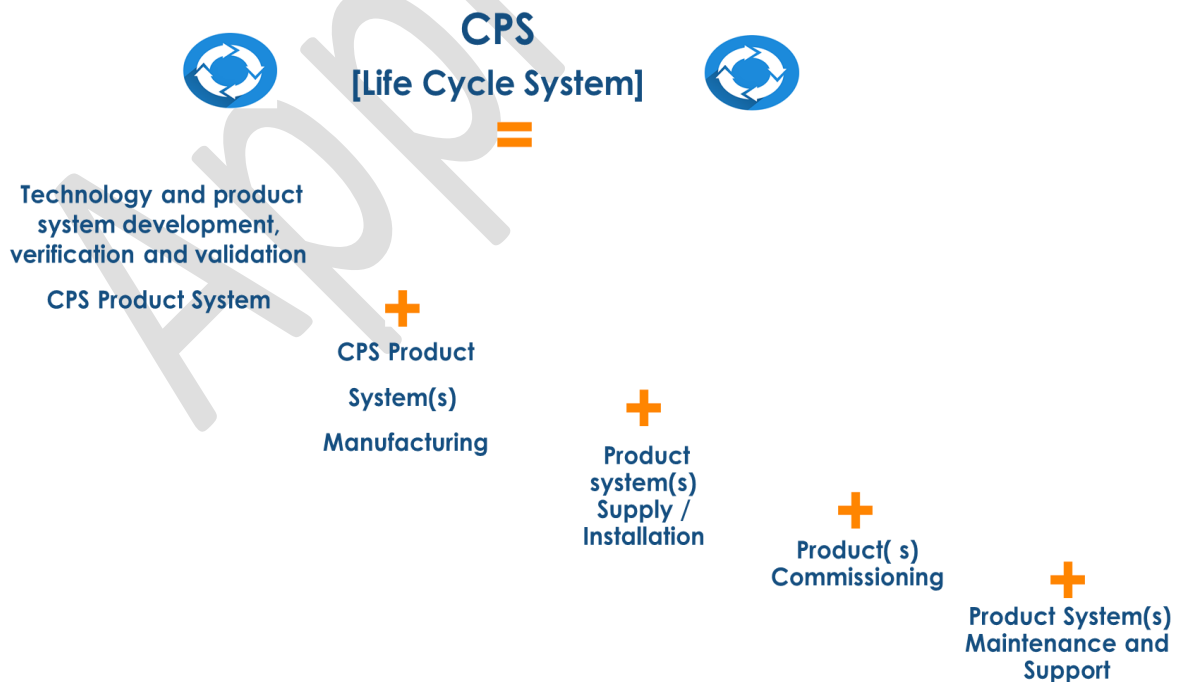 CPS
[Life Cycle System]
=
Technology and product
system development,
verification and validation
CPS Product System
+
CPS Product
System(s)
Manufacturing
+
Product
system(s)
Supply /
Installation
+
Product( s)
Commissioning
+
Product System(s)
Maintenance and
Support